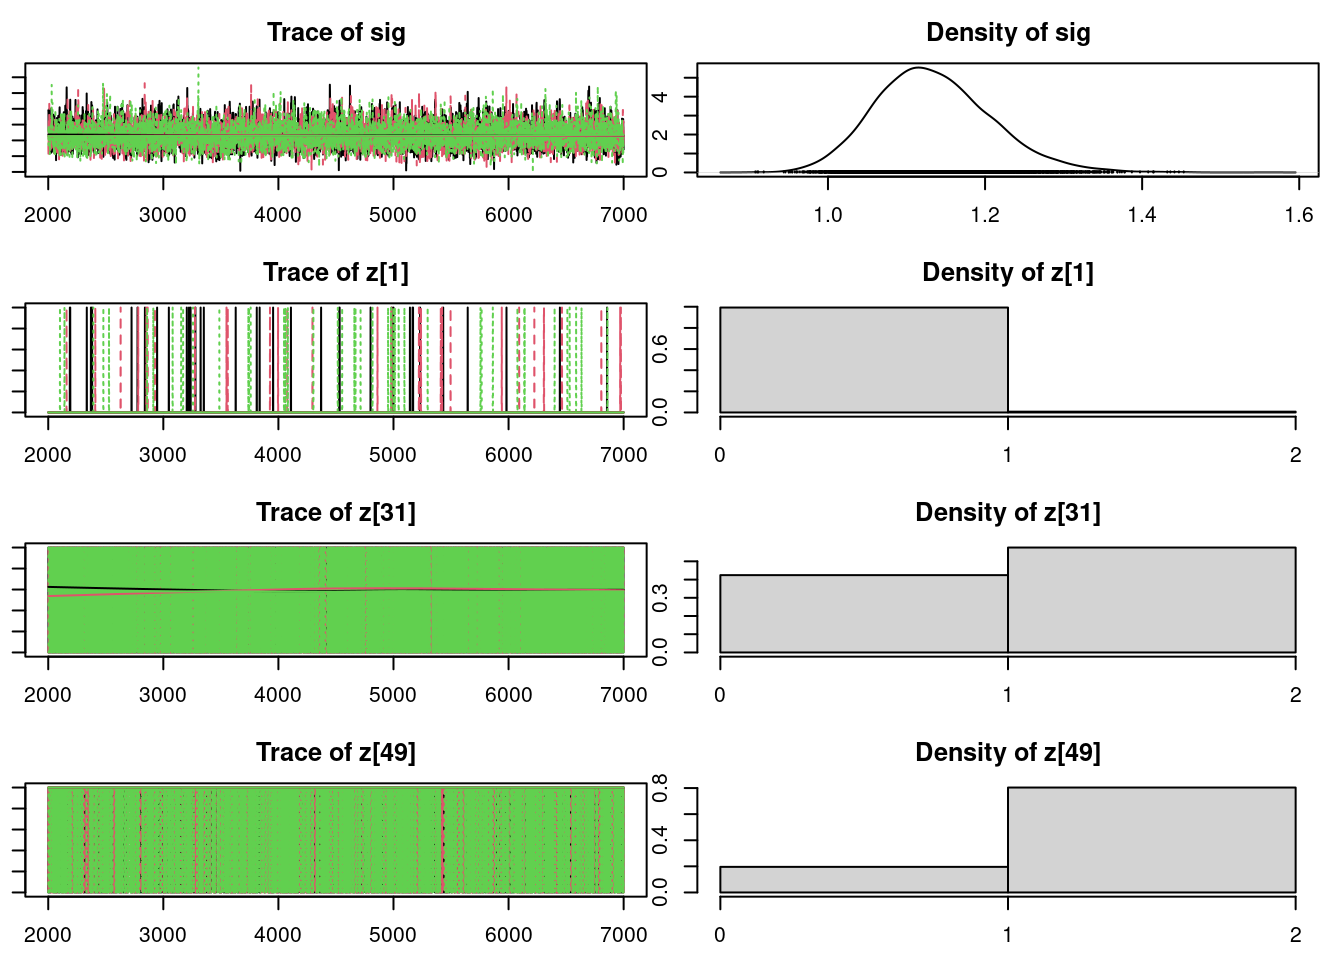 Trace of sig
2000 3000 4000 5000 6000 7000
Density of sig
0 2 4
1.0 1.2 1.4 1.6
Trace of z[1]
2000 3000 4000 5000 6000 7000
Density of z[1]
0.0 0.6
0 1 2
Trace of z[31]
2000 3000 4000 5000 6000 7000
Density of z[31]
0.0 0.3
0 1 2
Trace of z[49]
2000 3000 4000 5000 6000 7000
Density of z[49]
0.0 0.4 0.8
0 1 2